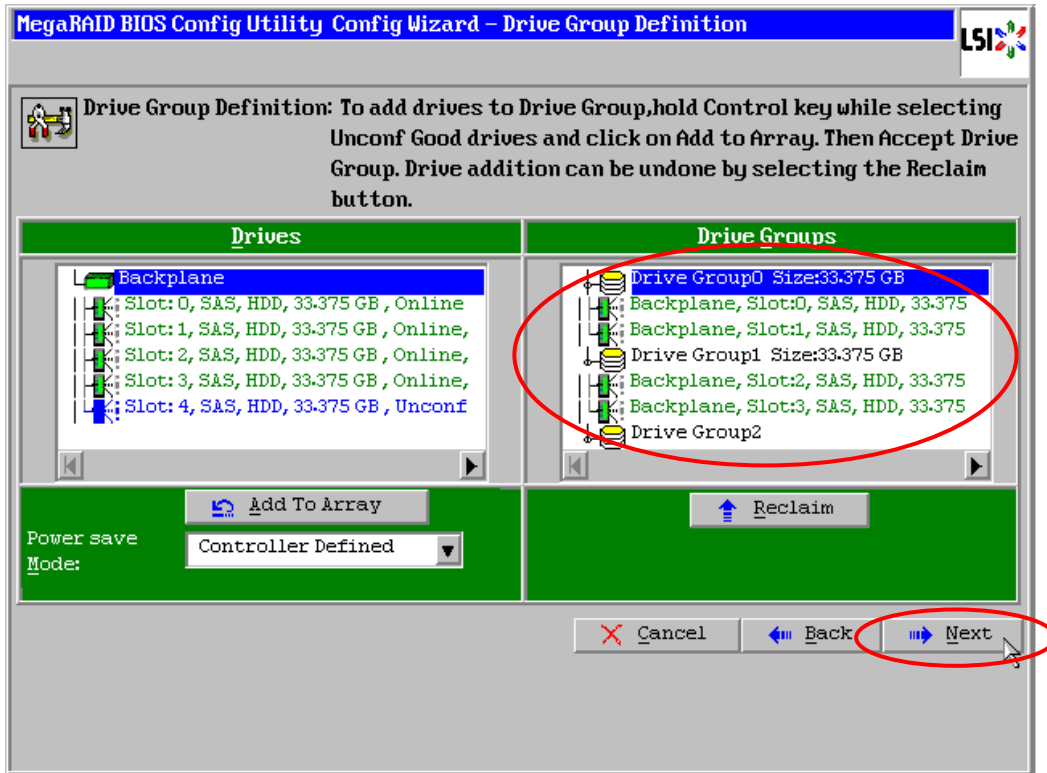 MegaRAID BIOS Config Utility Config Wizard – Drive Group Definition
LSI
Drive Group Definition: To add drives to Drive Group,hold Control key while selecting
Unconf Good drives and click on Add to Array. Then Accept Drive
Group. Drive addition can be undone by selecting the Reclaim
button.
Drives
Backplane
Slot: 0, SAS, HDD, 33.375 GB , Online
Slot: 1, SAS, HDD, 33.375 GB , Online,
Slot: 2, SAS, HDD, 33.375 GB , Online,
Slot: 3, SAS, HDD, 33.375 GB , Online,
Slot: 4, SAS, HDD, 33.375 GB , Unconf
Add To Array
Power save
Mode:
Controller Defined
Drive Groups
Drive Group0 Size:33.375 GB
Backplane, Slot:0, SAS, HDD, 33.375
Backplane, Slot:1, SAS, HDD, 33.375
Drive Group1 Size:33.375 GB
Backplane, Slot:2, SAS, HDD, 33.375
Backplane, Slot:3, SAS, HDD, 33.375
Drive Group2
Reclaim
Cancel
Back
Next